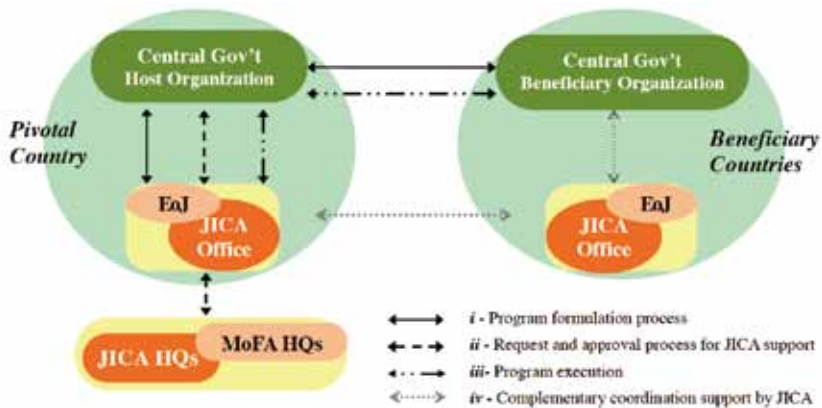 Central Gov't
Host Organization
Central Gov't
Beneficiary Organization
Pivotal
Country
Beneficiary
Countries
EoJ
JICA
Office
EoJ
JICA
Office
JICA HQs
MoFA HQs
i - Program formulation process
ii - Request and approval process for JICA support
iii- Program execution
iv - Complementary coordination support by JICA